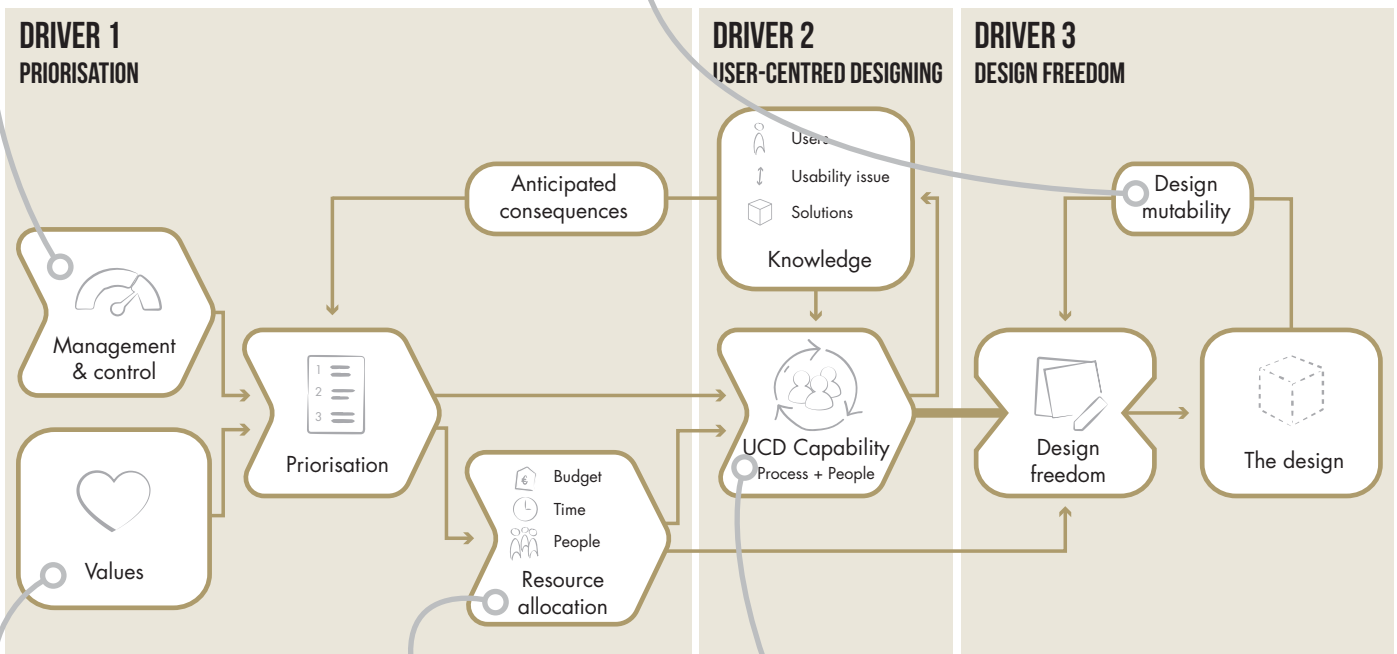 DRIVER 1
PRIORISATION
DRIVER 2
USER-CENTRED DESIGNING
DRIVER 3
DESIGN FREEDOM
Management
& control
Values
1
2
3
Priorisation
Anticipated
consequences
€
Budget
Time
People
Resource
allocation
Users
Usability issue
Solutions
Knowledge
UCD Capability
Process + People
Design
mutability
Design
freedom
The design